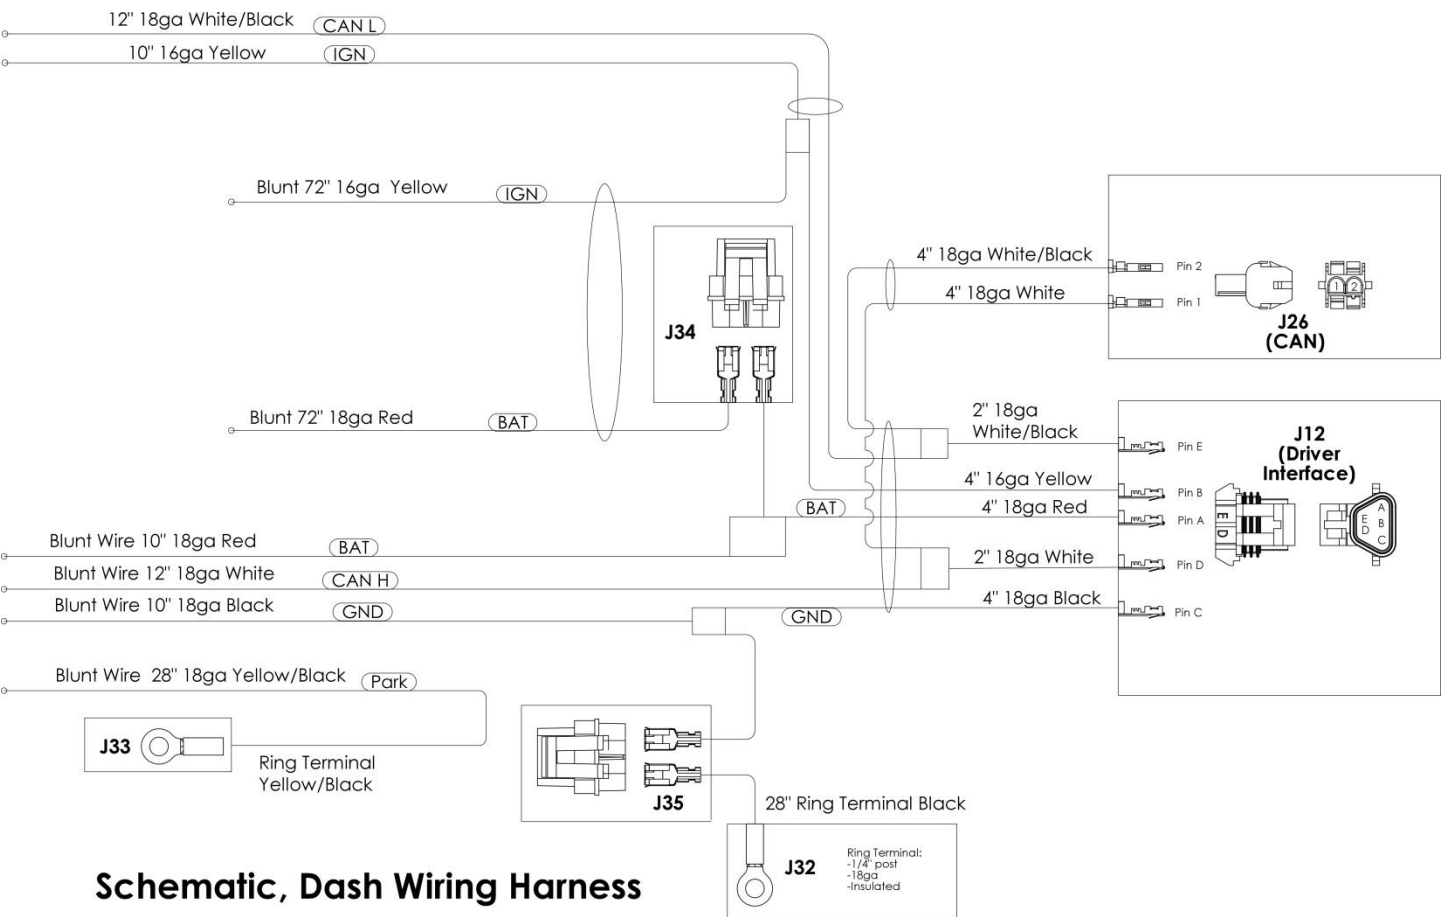 12" 18ga White/Black
CAN L
10" 16ga Yellow
IGN
Blunt 72" 16ga  Yellow
IGN
4" 18ga White/Black
Pin 2
4" 18ga White
Pin 1
1 2
J26
(CAN)
J34
Blunt 72" 18ga Red
BAT
2" 18ga
White/Black
Pin E
J12
(Driver
Interface)
4" 16ga Yellow
Pin B
BAT
4" 18ga Red
Pin A
E
D
A
B
C
E
D
Blunt Wire 10" 18ga Red
BAT
Blunt Wire 12" 18ga White
CAN H
2" 18ga White
Pin D
Blunt Wire 10" 18ga Black
GND
GND
4" 18ga Black
Pin C
Blunt Wire  28" 18ga Yellow/Black
Park
J33
Ring Terminal
Yellow/Black
J35
28" Ring Terminal Black
J32
Ring Terminal:
-1/4" post
-18ga
-Insulated
Schematic, Dash Wiring Harness